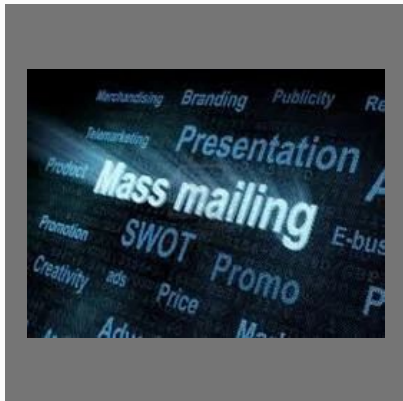 Merchandising Branding Publicity
Telemarketing Presentation
Product Mass mailing
Promotion SWOT E-bus
Creativity ads Price Promo